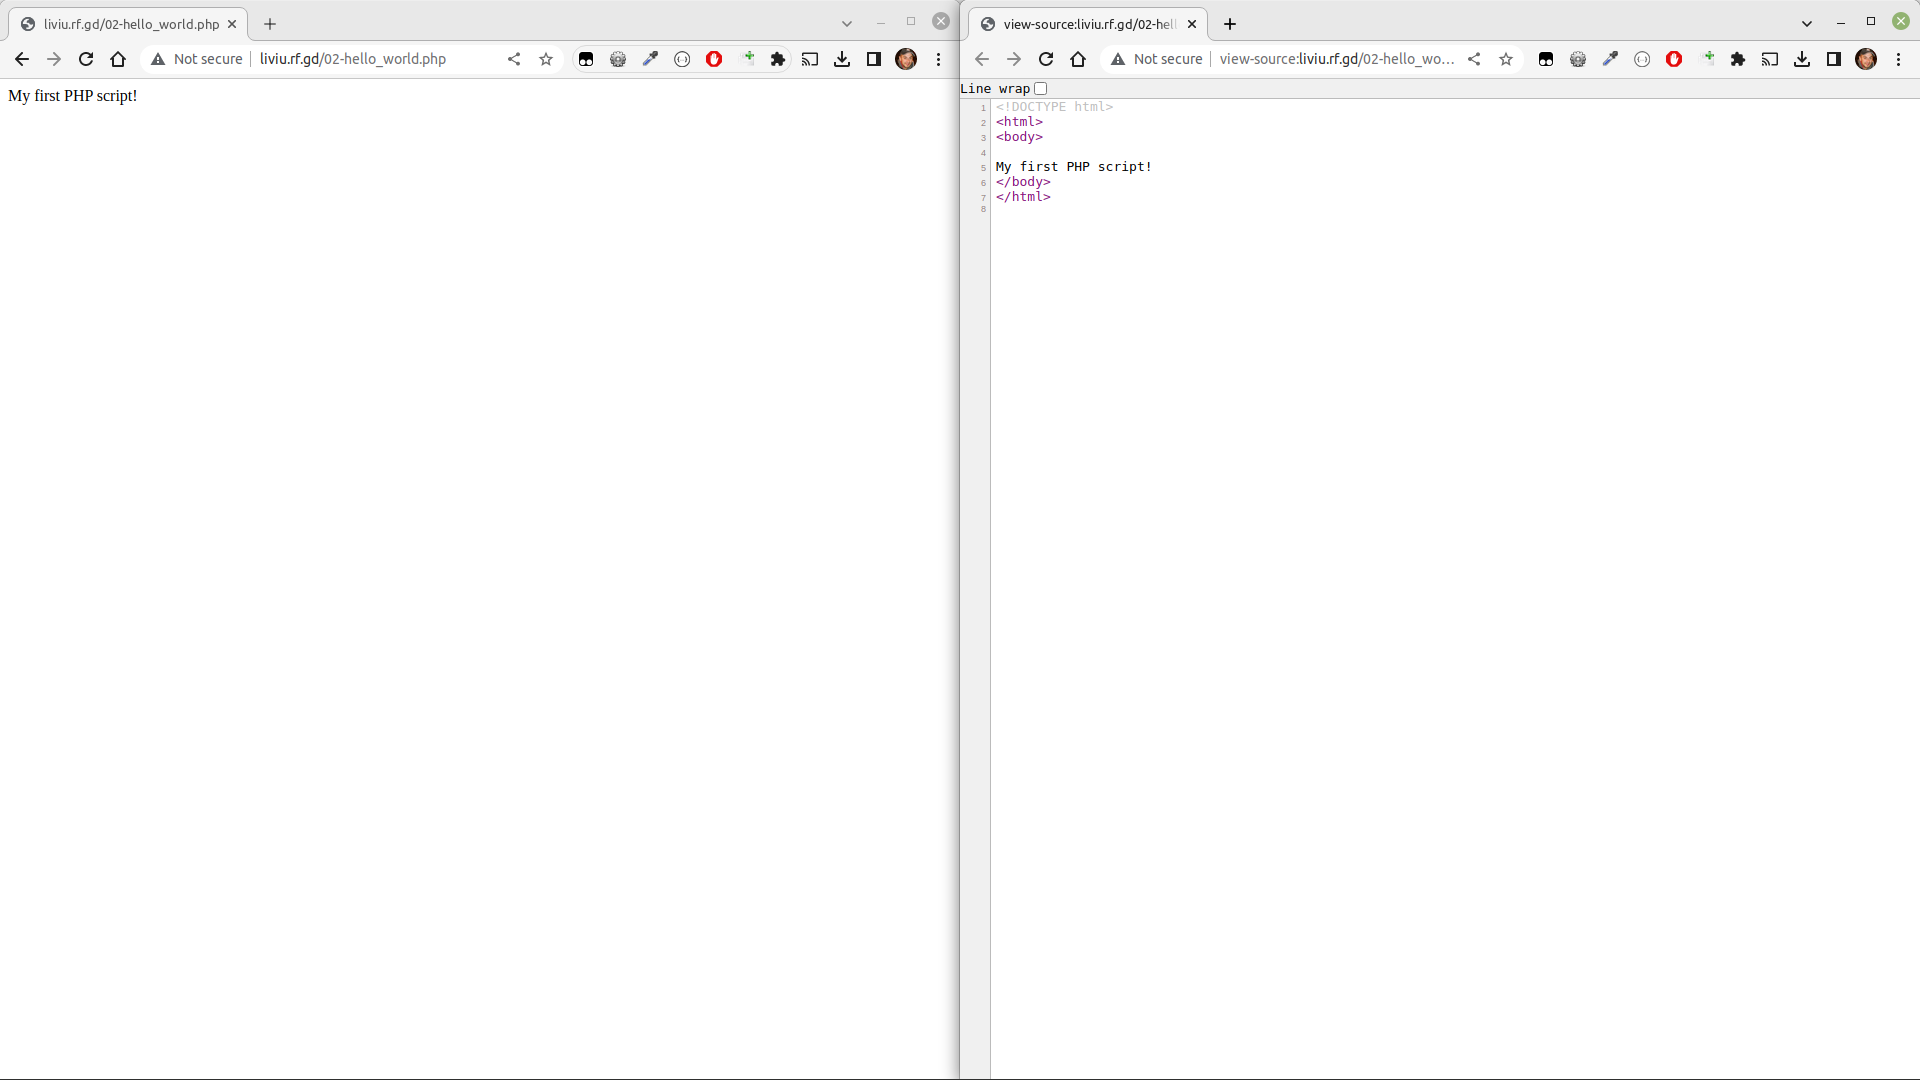 liviu.rf.gd/02-hello_world.php
Not secure
liviu.rf.gd/02-hello_world.php
My first PHP script!
view-source:liviu.rf.gd/02-hell
Not secure
view-source:liviu.rf.gd/02-hello_wo...
Line wrap
1 <!DOCTYPE html>
2 <html>
3 <body>
4
5 My first PHP script!
6 </body>
7 </html>
8